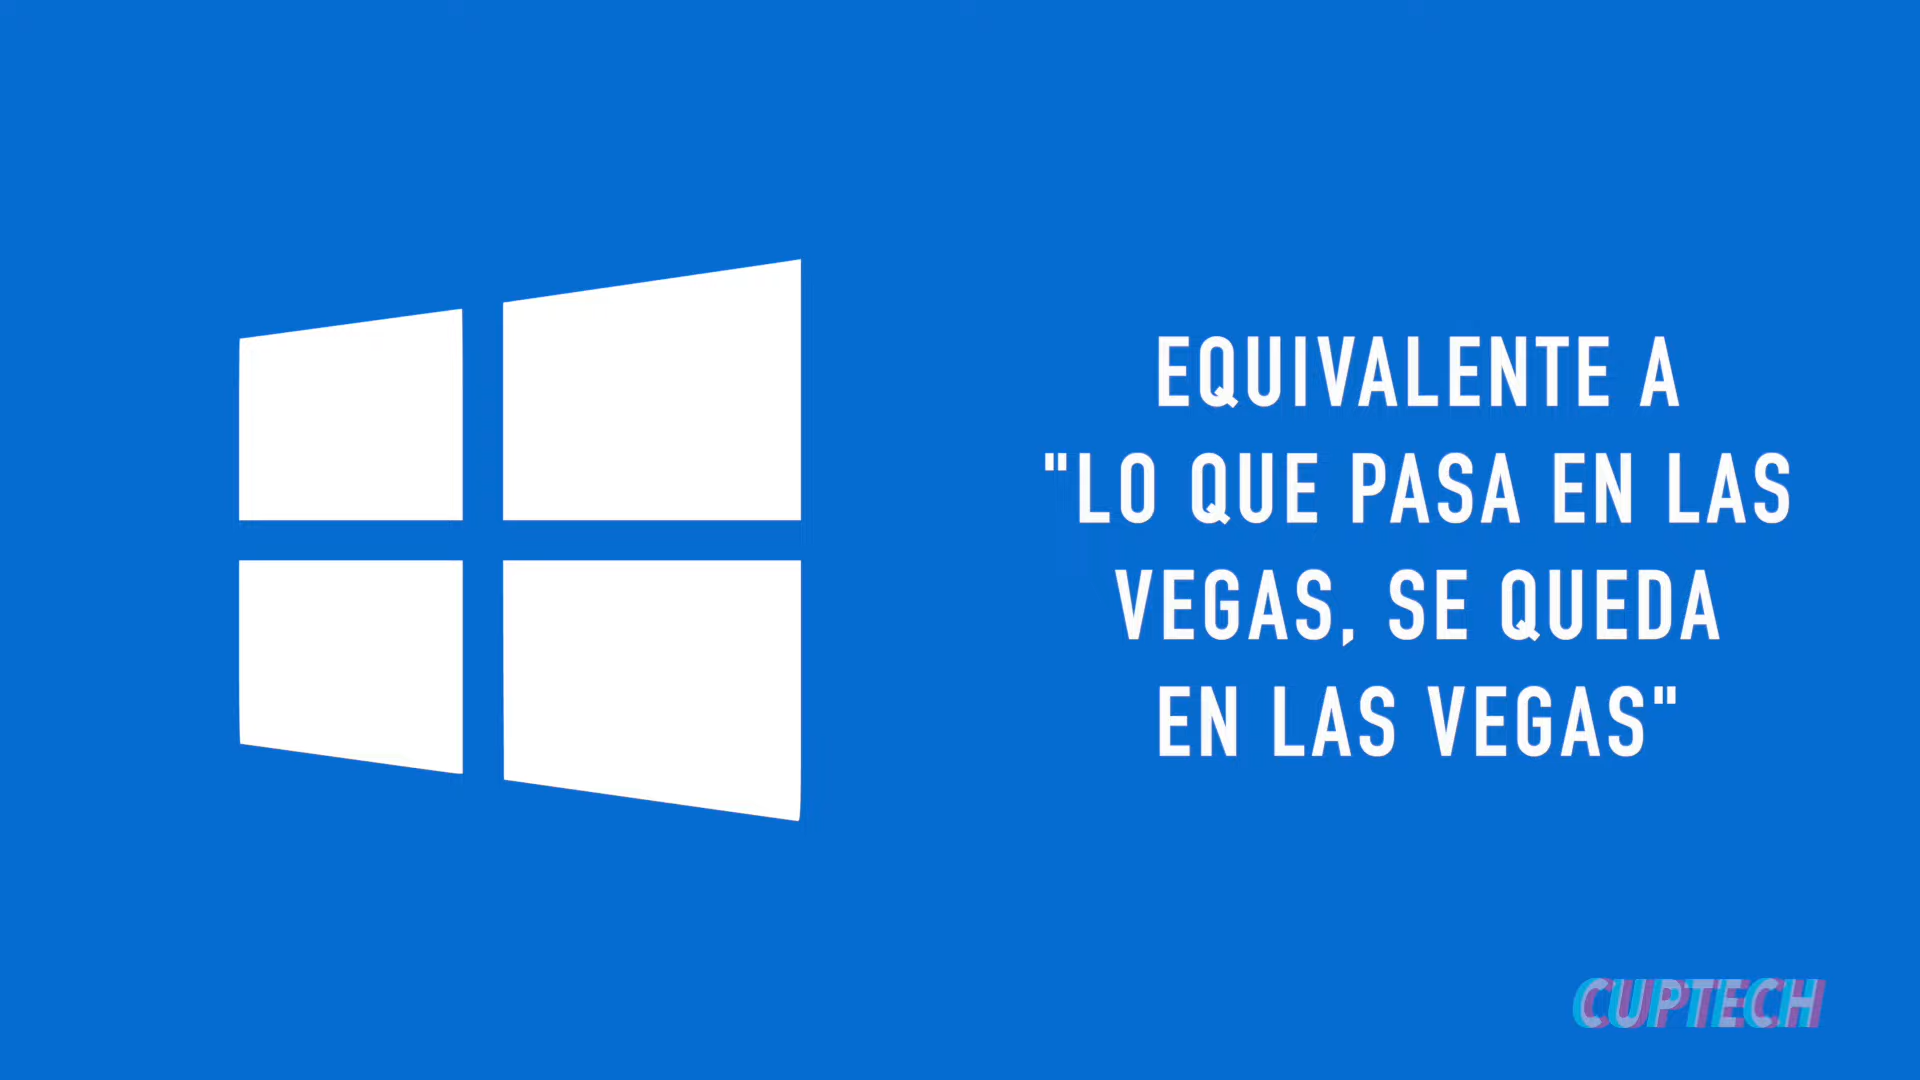 EQUIVALENTE A
"LO QUE PASA EN LAS
VEGAS, SE QUEDA
EN LAS VEGAS"
CUPTECH